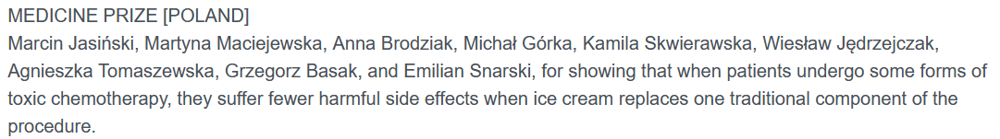 MEDICINE PRIZE [POLAND]
Marcin Jasiński, Martyna Maciejewska, Anna Brodziak, Michał Górka, Kamila Skwierawska, Wiesław Jędrzejczak,
Agnieszka Tomaszewska, Grzegorz Basak, and Emilian Snarski, for showing that when patients undergo some forms of
toxic chemotherapy, they suffer fewer harmful side effects when ice cream replaces one traditional component of the
procedure.